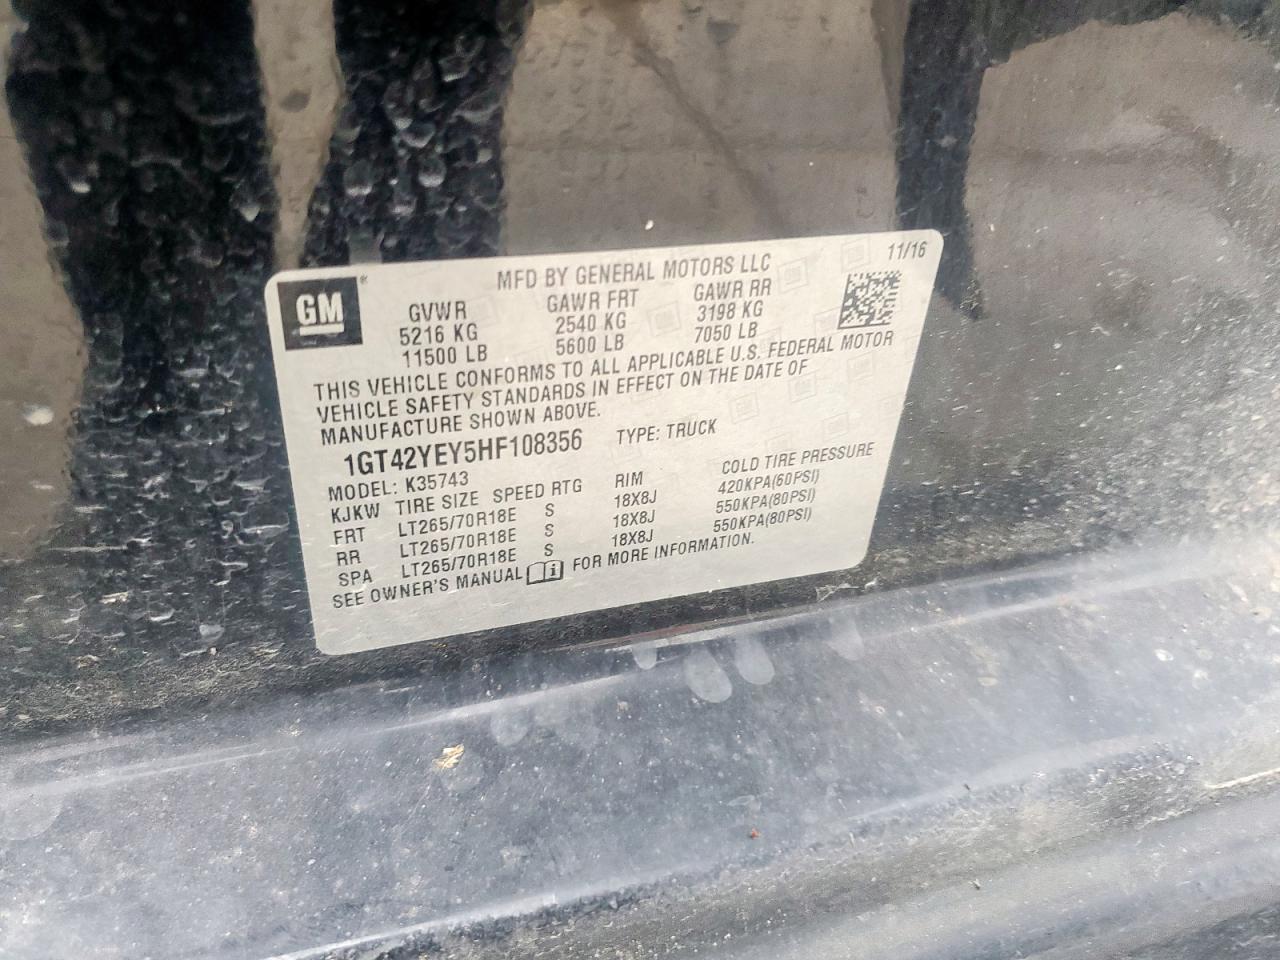 11/16
MFD BY GENERAL MOTORS LLC
GM®
GVWR GAWR FRT GAWR RR
5216 KG 2540 KG 3198 KG
11500 LB 5600 LB 7050 LB
THIS VEHICLE CONFORMS TO ALL APPLICABLE U.S. FEDERAL MOTOR
VEHICLE SAFETY STANDARDS IN EFFECT ON THE DATE OF
MANUFACTURE SHOWN ABOVE.
1GT42YEY5HF108356 TYPE: TRUCK
MODEL: K35743
KJKW TIRE SIZE SPEED RTG RIM COLD TIRE PRESSURE
FRT LT265/70R18E S 18X8J 420KPA(60PSI)
RR LT265/70R18E S 18X8J 550KPA(80PSI)
SPA LT265/70R18E S 18X8J 550KPA(80PSI)
SEE OWNER'S MANUAL i FOR MORE INFORMATION.